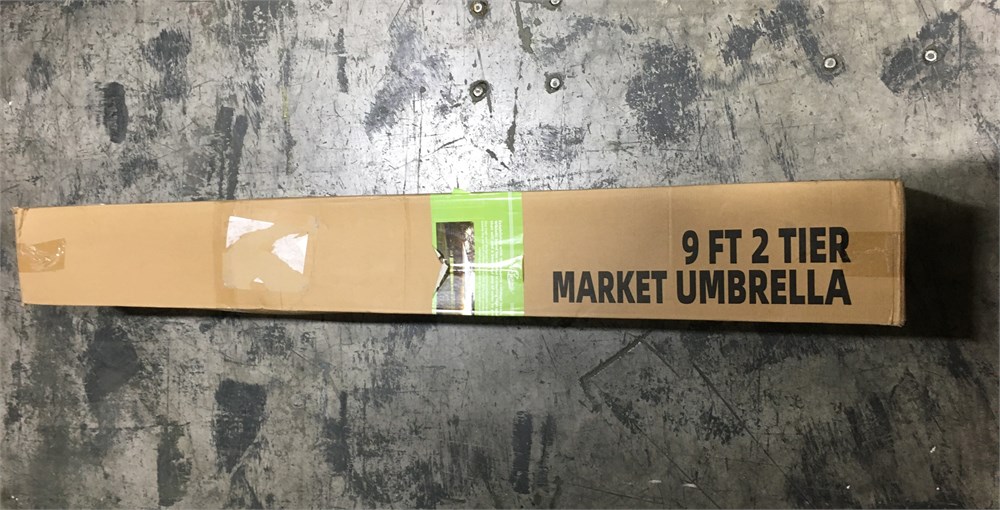 9 FT 2 TIER
MARKET UMBRELLA